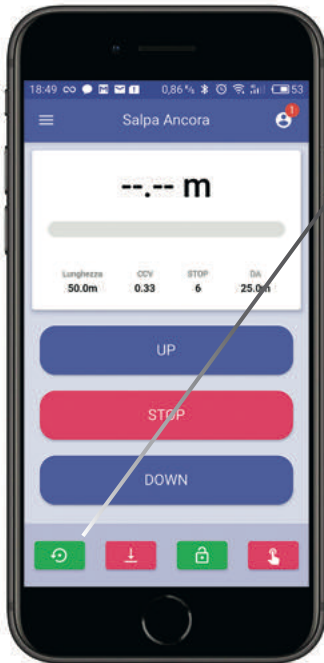 18:49 0,86 % 53
Salpa Ancora
1
--.-- m
Lunghezza CCV STOP DA
50.0m 0.33 6 25.0m
UP
STOP
DOWN